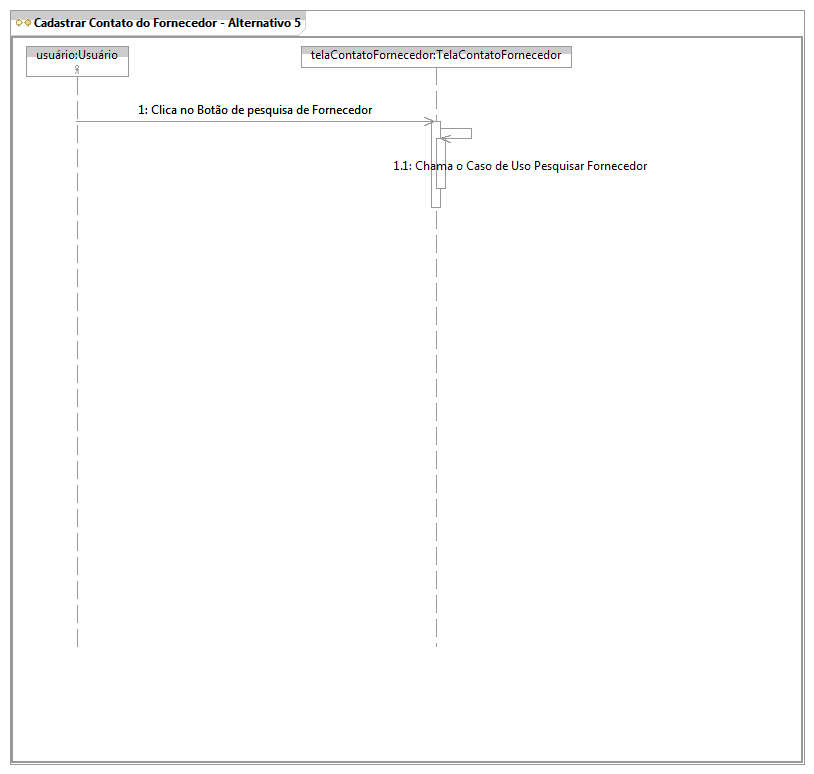 Cadastrar Contato do Fornecedor - Alternativo 5
usuário:Usuário
telaContatoFornecedor:TelaContatoFornecedor
1: Clica no Botão de pesquisa de Fornecedor
1.1: Chama o Caso de Uso Pesquisar Fornecedor